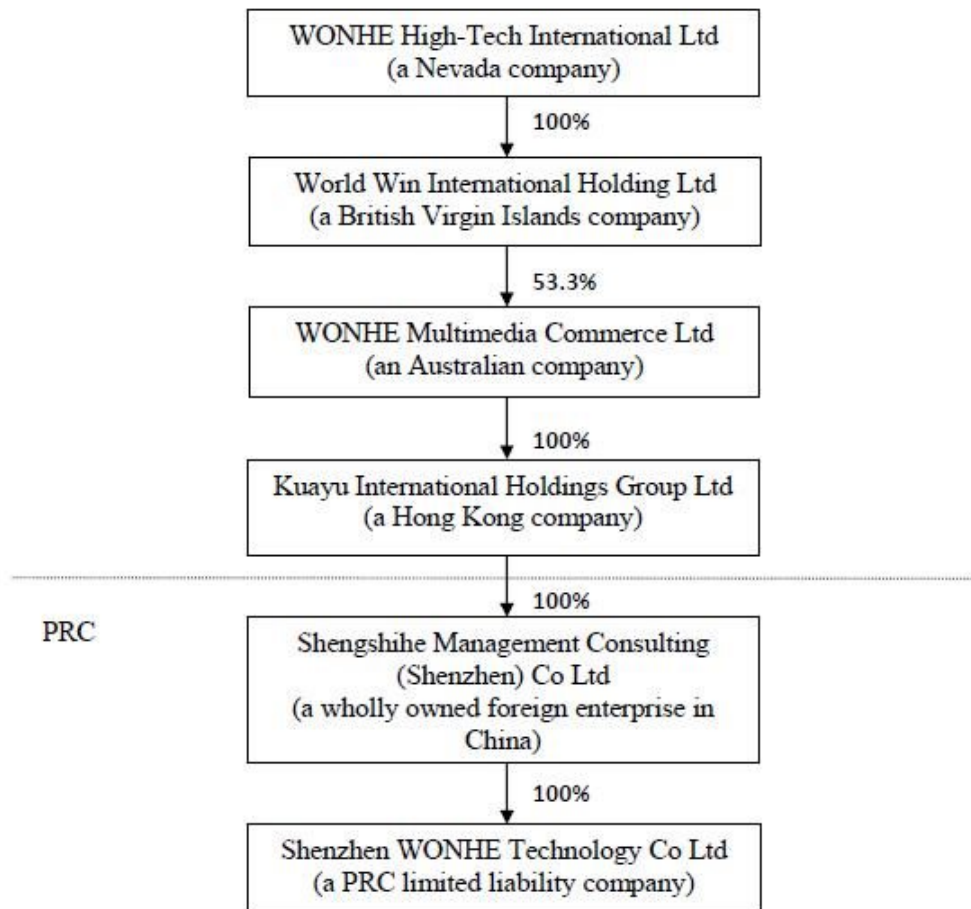 WONHE High-Tech International Ltd
(a Nevada company)
100%
World Win International Holding Ltd
(a British Virgin Islands company)
53.3%
WONHE Multimedia Commerce Ltd
(an Australian company)
100%
Kuayu International Holdings Group Ltd
(a Hong Kong company)
100%
PRC
Shengshihe Management Consulting
(Shenzhen) Co Ltd
(a wholly owned foreign enterprise in
China)
100%
Shenzhen WONHE Technology Co Ltd
(a PRC limited liability company)